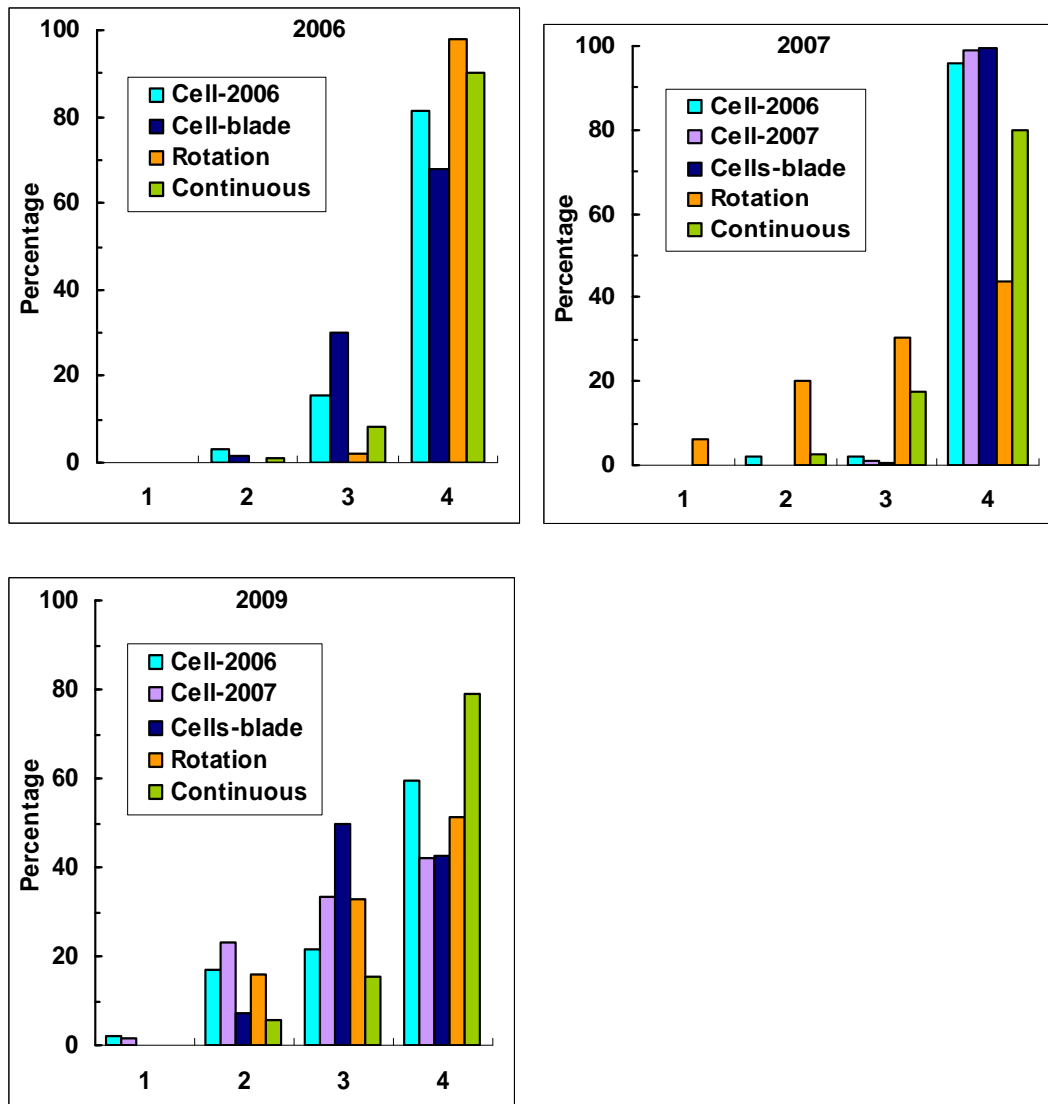 2006
Percentage
100
80
60
40
20
0
Cell-2006
Cell-blade
Rotation
Continuous
1 2 3 4
2007
Percentage
100
80
60
40
20
0
Cell-2006
Cell-2007
Cells-blade
Rotation
Continuous
1 2 3 4
2009
Percentage
100
80
60
40
20
0
Cell-2006
Cell-2007
Cells-blade
Rotation
Continuous
1 2 3 4